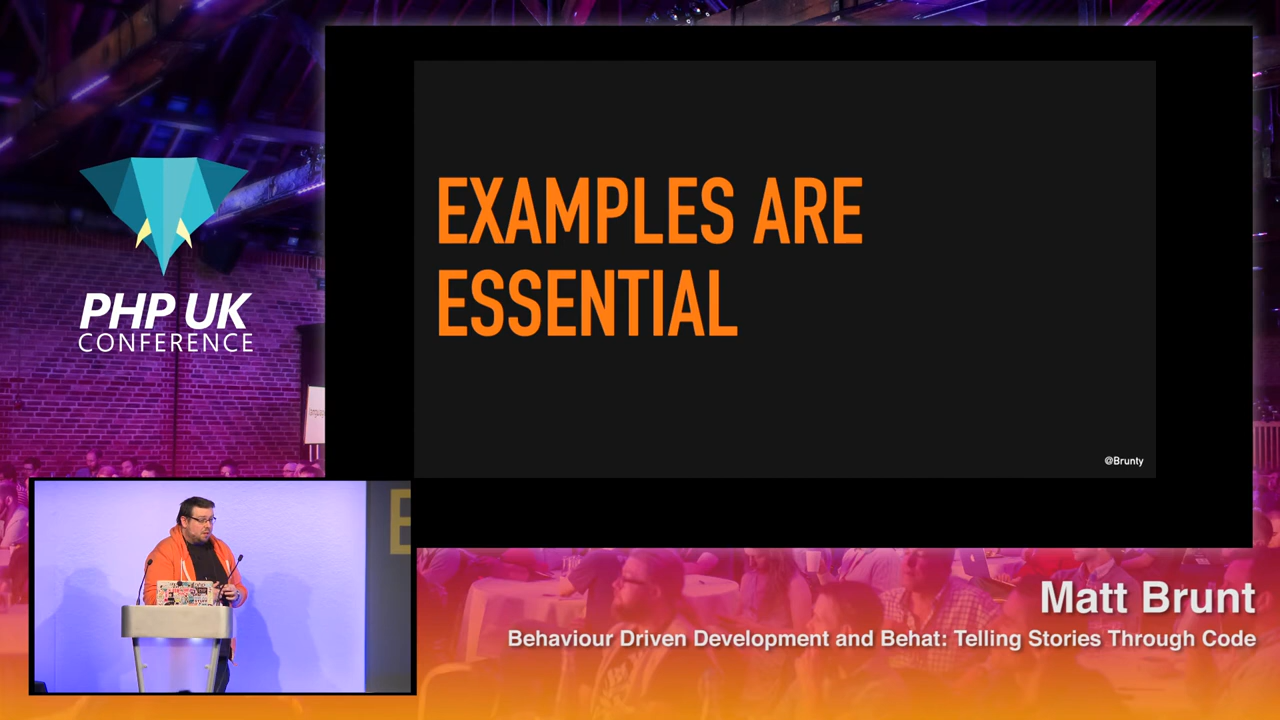 EXAMPLES ARE
ESSENTIAL
@Brunty
PHP UK
CONFERENCE
Matt Brunt
Behaviour Driven Development and Behat: Telling Stories Through Code